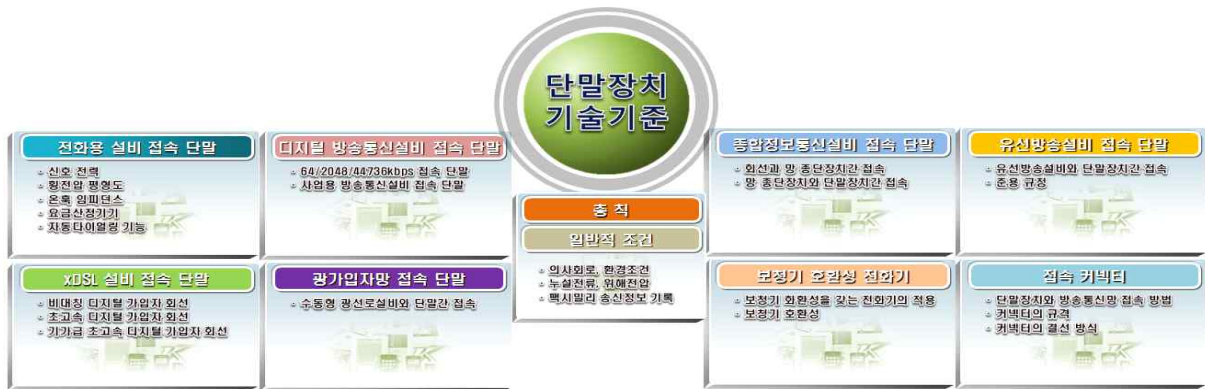 단말장치
기술기준
전화용 설비 접속 단말
신호 전력
횡전압 평형도
온훅 임피던스
요금산정기기
자동다이얼링 기능
디지털 방송통신설비 접속 단말
64/2048/44736kbps 접속 단말
사업용 방송통신설비 접속 단말
총 칙
일반적 조건
의사회로, 환경조건
누설전류, 위해전압
팩시밀리 송신정보 기록
종합정보통신설비 접속 단말
회선과 망 종단장치간 접속
망 종단장치와 단말장치간 접속
유선방송설비 접속 단말
유선방송설비와 단말장치간 접속
준용 규정
xDSL 설비 접속 단말
비대칭 디지털 가입자 회선
초고속 디지털 가입자 회선
기가급 초고속 디지털 가입자 회선
광가입자망 접속 단말
수동형 광선로설비와 단말간 접속
보청기 호환성 전화기
보청기 화환성을 갖는 전화기의 적용
보청기 호환성
접속 커넥터
단말장치와 방송통신망 접속 방법
커넥터의 규격
커넥터의 결선 방식